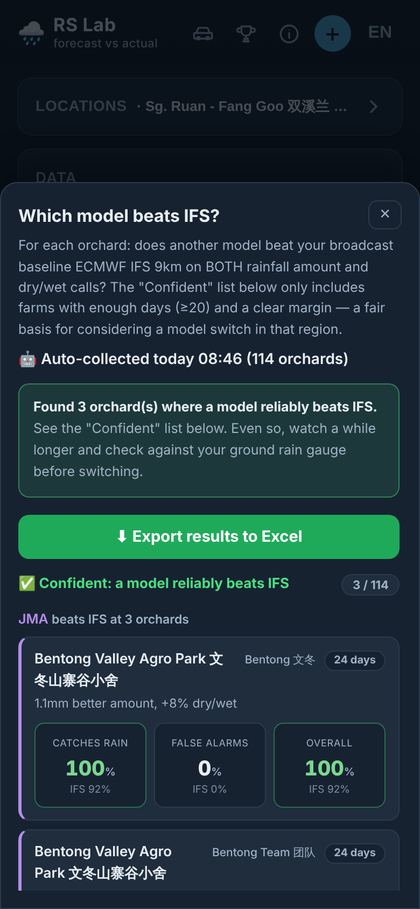 RS Lab
forecast vs actual
EN
LOCATIONS · Sg. Ruan - Fang Goo 双溪兰 ...
DATA
Which model beats IFS?
×
For each orchard: does another model beat your broadcast
baseline ECMWF IFS 9km on BOTH rainfall amount and
dry/wet calls? The "Confident" list below only includes
farms with enough days (≥20) and a clear margin — a fair
basis for considering a model switch in that region.
🤖 Auto-collected today 08:46 (114 orchards)
Found 3 orchard(s) where a model reliably beats IFS.
See the "Confident" list below. Even so, watch a while
longer and check against your ground rain gauge
before switching.
⬇ Export results to Excel
✅ Confident: a model reliably beats IFS
3 / 114
JMA beats IFS at 3 orchards
Bentong Valley Agro Park 文
冬山寨谷小舍
Bentong 文冬
24 days
1.1mm better amount, +8% dry/wet
CATCHES RAIN
100%
IFS 92%
FALSE ALARMS
0%
IFS 0%
OVERALL
100%
IFS 92%
Bentong Valley Agro
Park 文冬山寨谷小舍
Bentong Team 团队
24 days